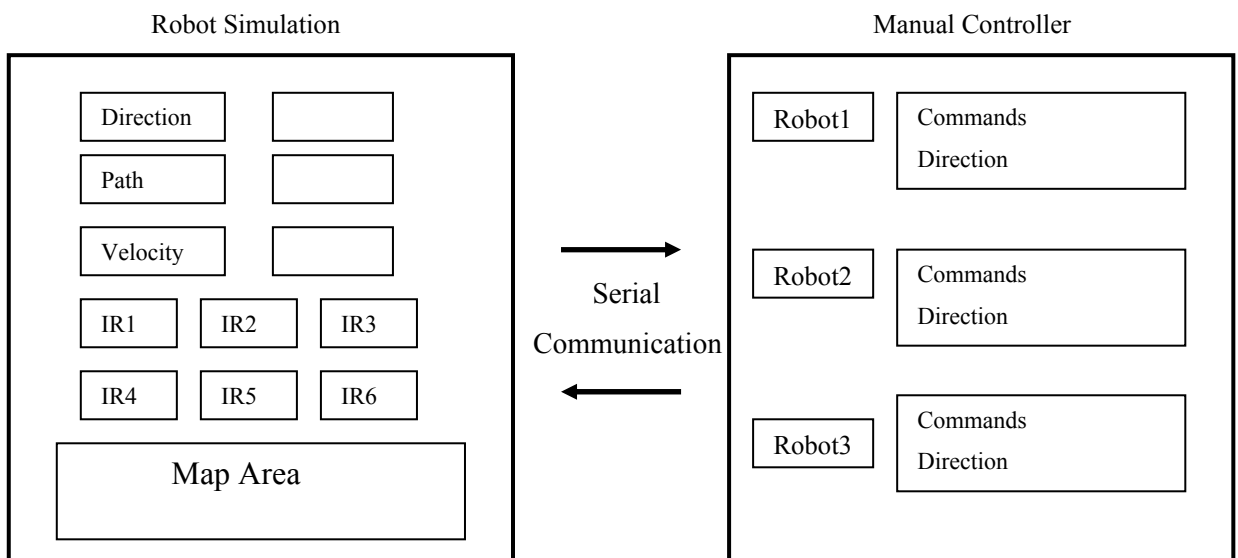 Robot Simulation
Direction
Path
Velocity
IR1 IR2 IR3
IR4 IR5 IR6
Map Area
Serial
Communication
Manual Controller
Robot1
Commands
Direction
Robot2
Commands
Direction
Robot3
Commands
Direction